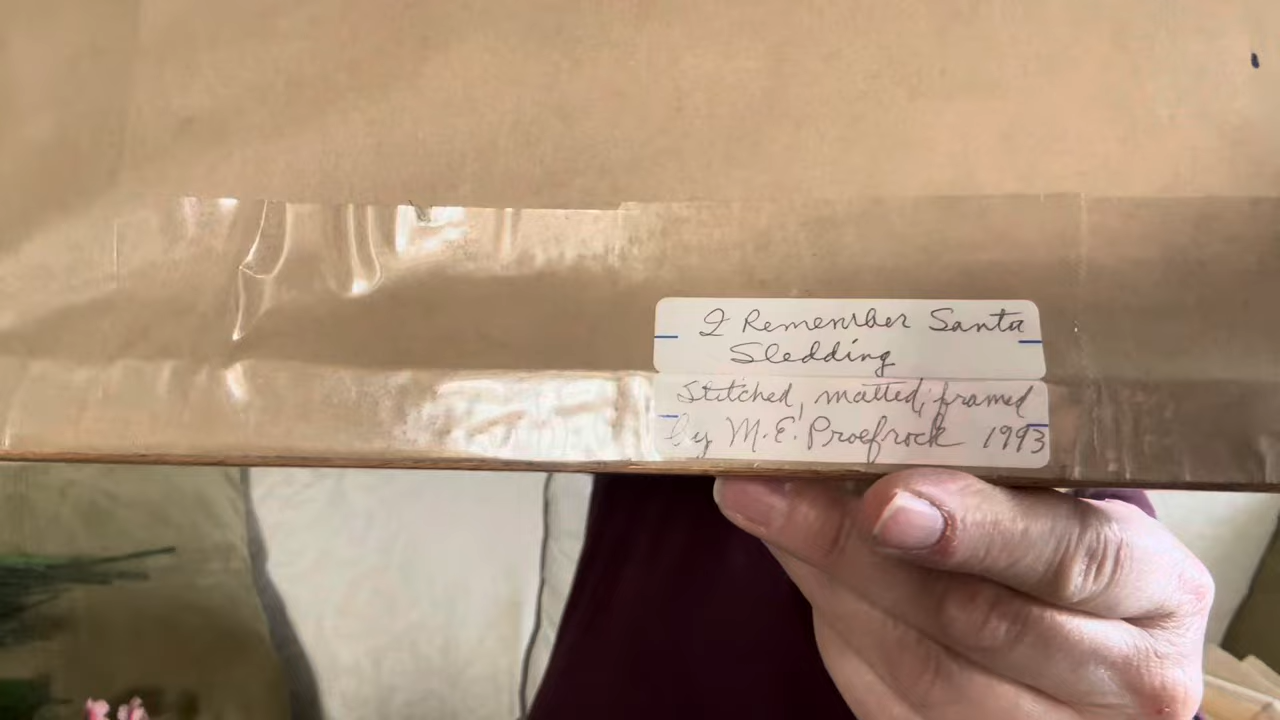 I Remember Santa
Sledding
Stitched, matted, framed
by M.E. Proefrock 1993